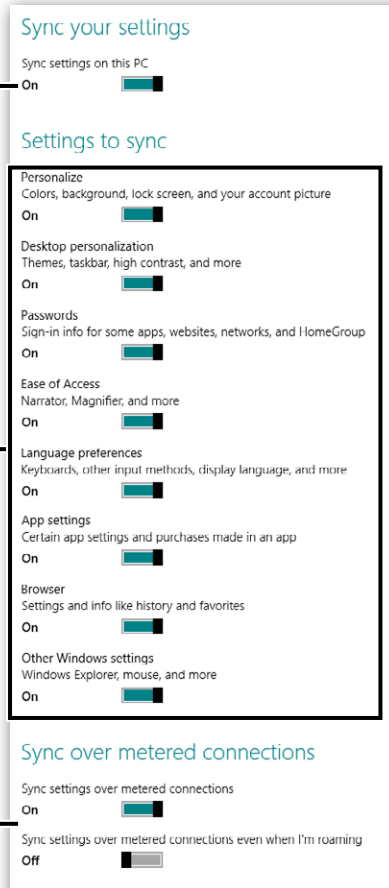 Sync your settings
Sync settings on this PC
On
Settings to sync
Personalize
Colors, background, lock screen, and your account picture
On
Desktop personalization
Themes, taskbar, high contrast, and more
On
Passwords
Sign-in info for some apps, websites, networks, and HomeGroup
On
Ease of Access
Narrator, Magnifier, and more
On
Language preferences
Keyboards, other input methods, display language, and more
On
App settings
Certain app settings and purchases made in an app
On
Browser
Settings and info like history and favorites
On
Other Windows settings
Windows Explorer, mouse, and more
On
Sync over metered connections
Sync settings over metered connections
On
Sync settings over metered connections even when I'm roaming
Off